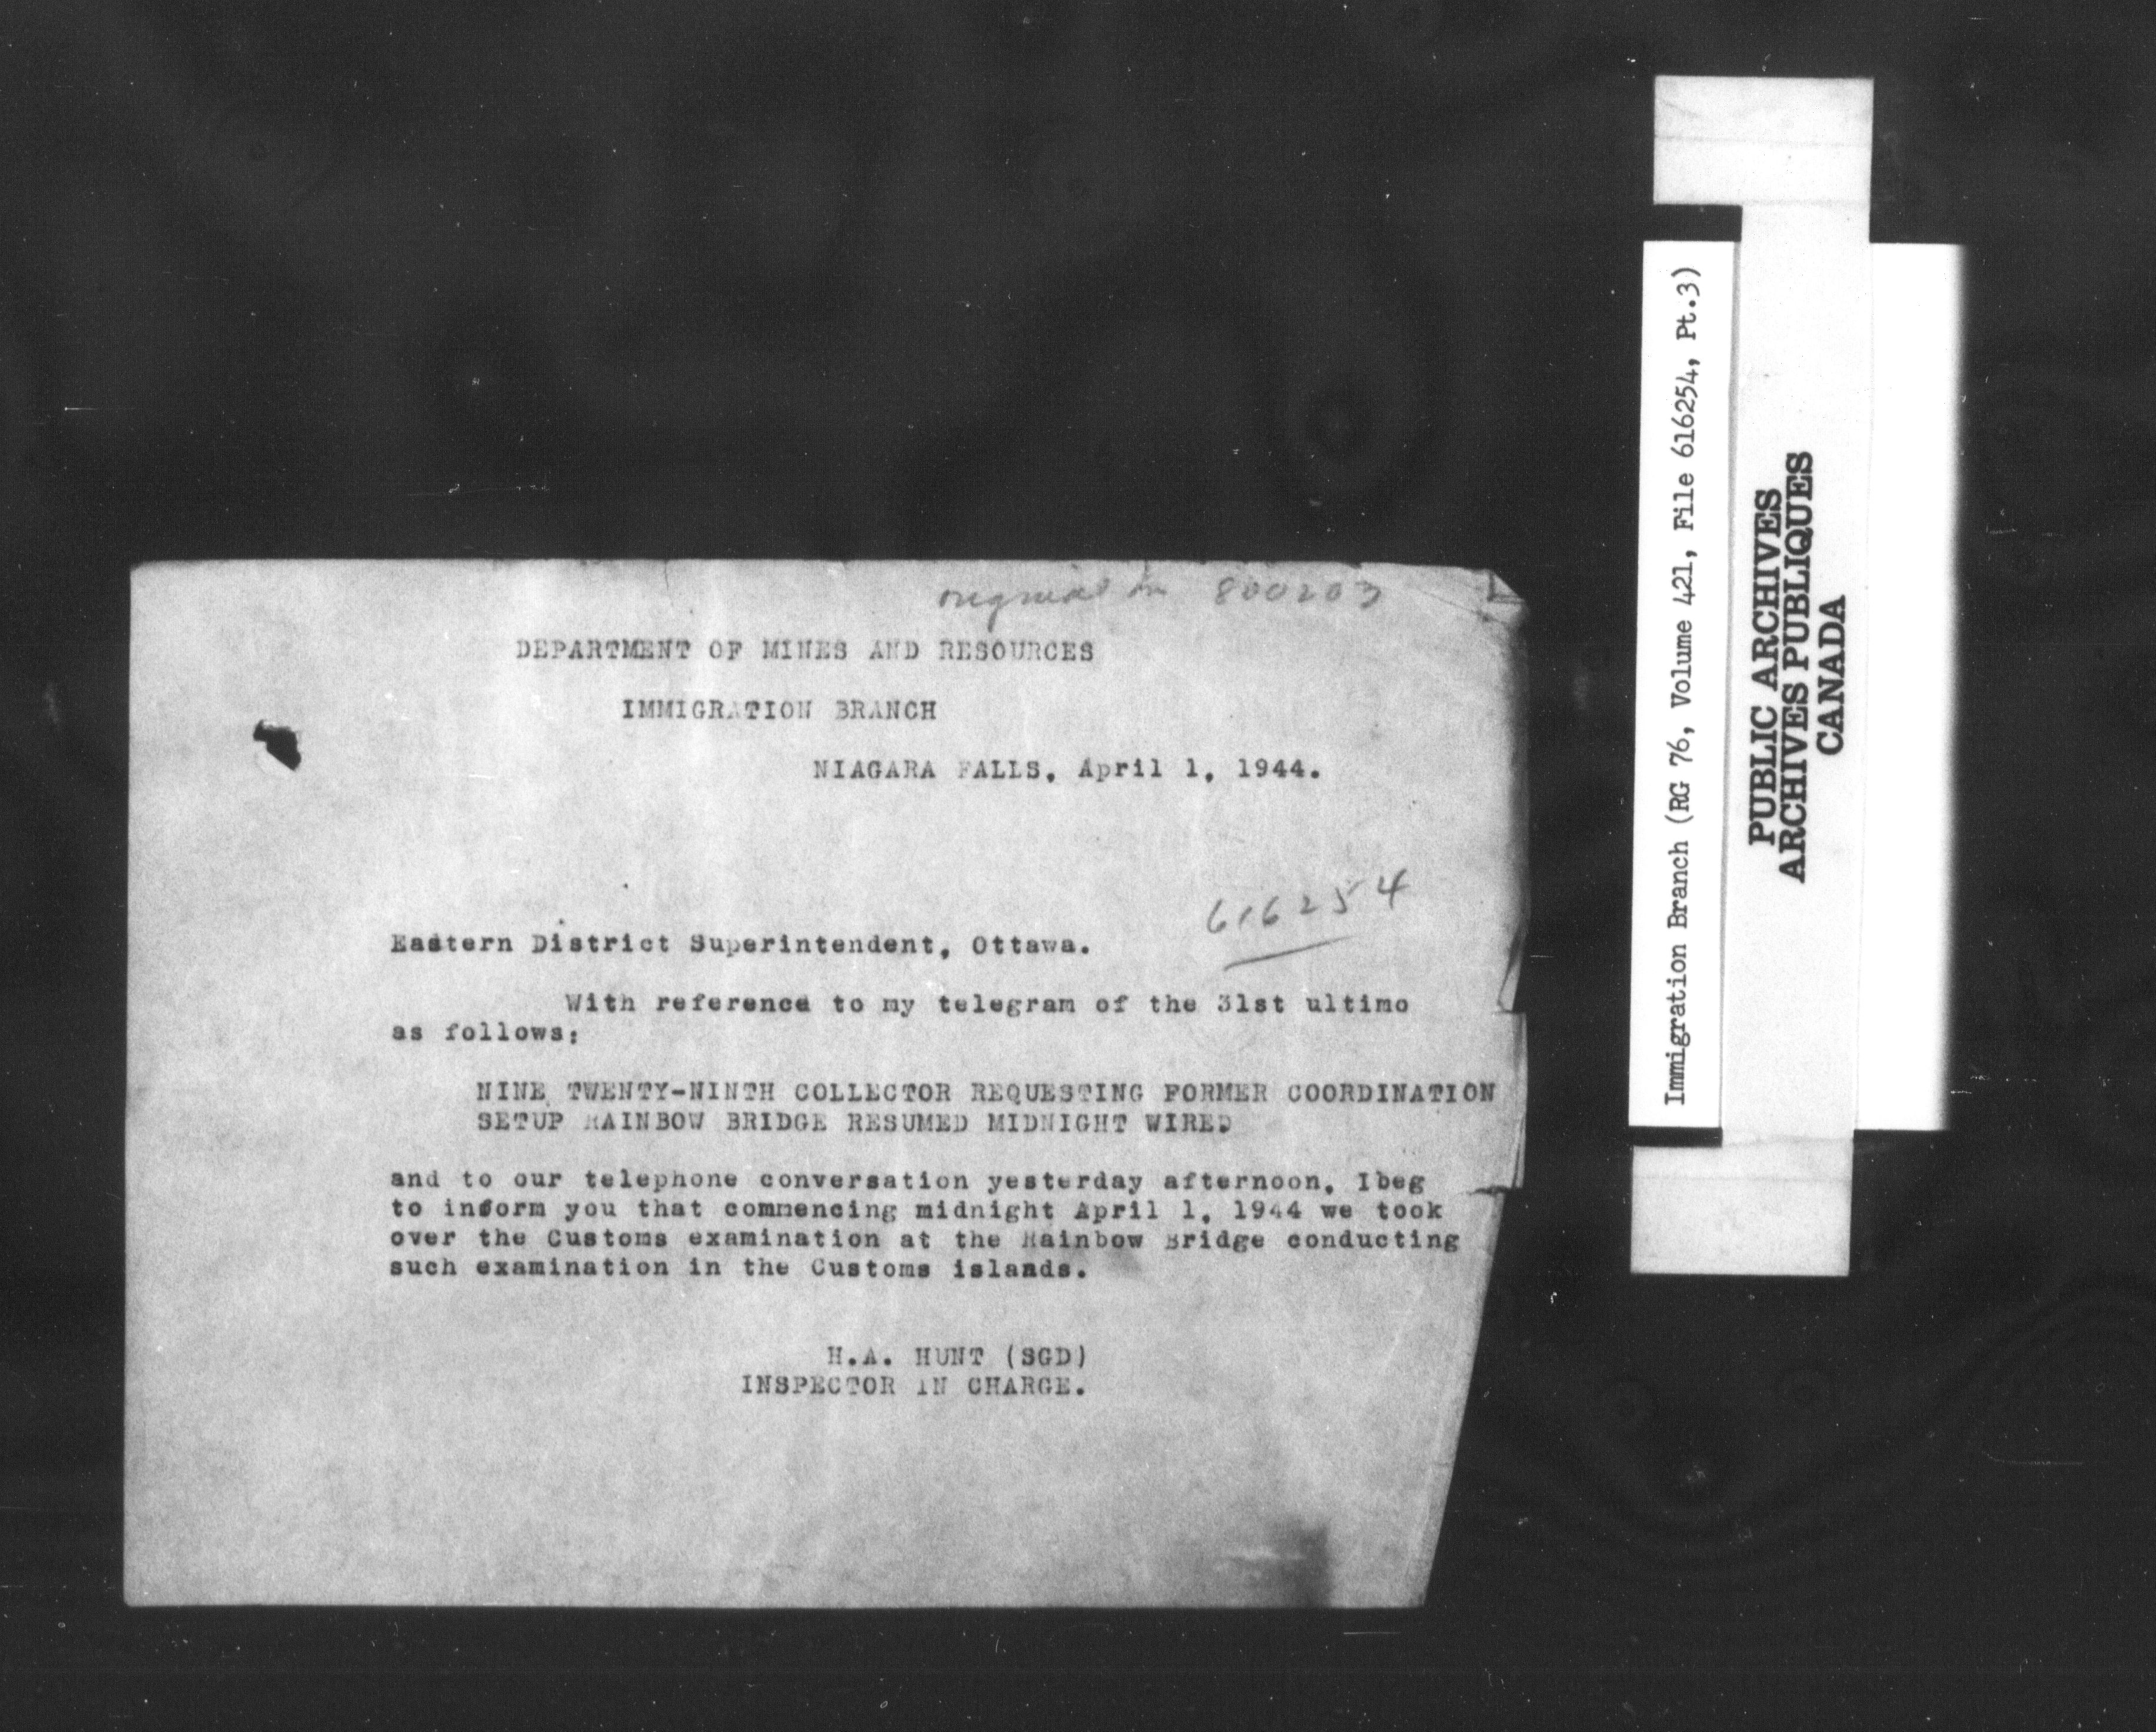 original in 800203
DEPARTMENT OF MINES AND RESOURCES
IMMIGRATION BRANCH
NIAGARA FALLS, April 1, 1944.
616254
Eastern District Superintendent, Ottawa.
With reference to my telegram of the 31st ultimo
as follows:
NINE TWENTY-NINTH COLLECTOR REQUESTING FORMER COORDINATION
SETUP RAINBOW BRIDGE RESUMED MIDNIGHT WIRED
and to our telephone conversation yesterday afternoon, Ibeg
to inform you that commencing midnight April 1, 1944 we took
over the Customs examination at the Rainbow Bridge conducting
such examination in the Customs islands.
H.A. HUNT (SGD)
INSPECTOR IN CHARGE.
Immigration Branch (RG 76, Volume 421, File 616254, Pt.3)
PUBLIC ARCHIVES
ARCHIVES PUBLIQUES
CANADA